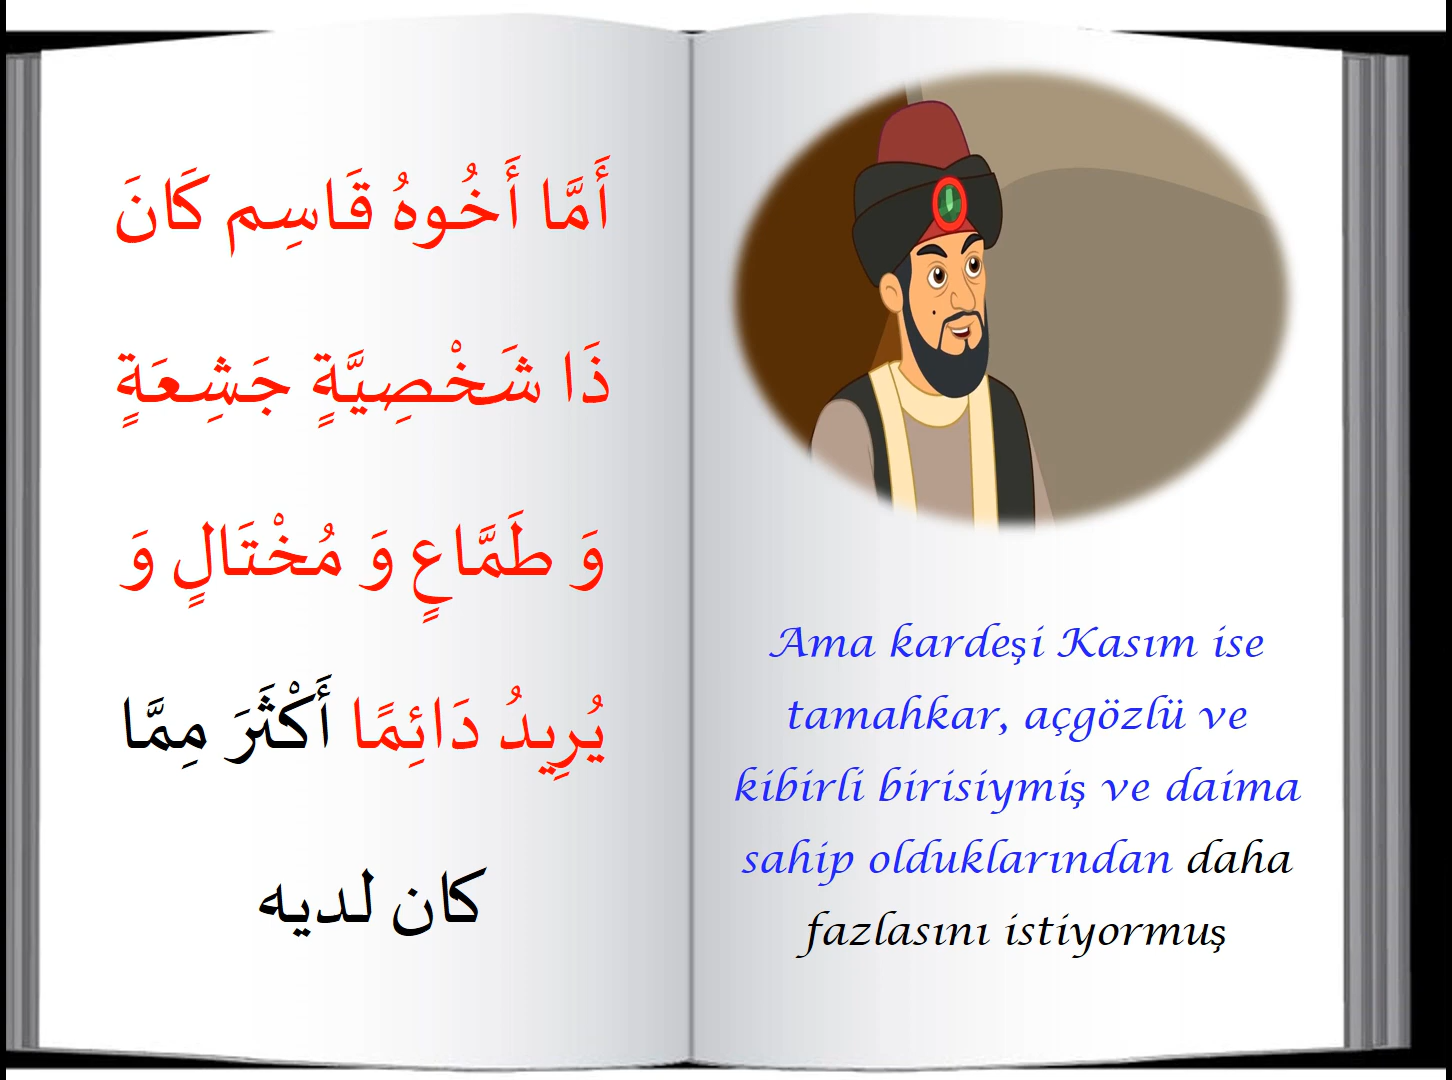 أَمَّا أَخُوهُ قَاسِم كَانَ
ذَا شَخْصِيَّةٍ جَشِعَةٍ
وَ طَمَّاعٍ وَ مُخْتَالٍ وَ
يُرِيدُ دَائِمًا أَكْثَرَ مِمَّا
كان لديه
Ama kardeşi Kasım ise
tamahkar, açgözlü ve
kibirli birisiymiş ve daima
sahip olduklarından daha
fazlasını istiyormuş